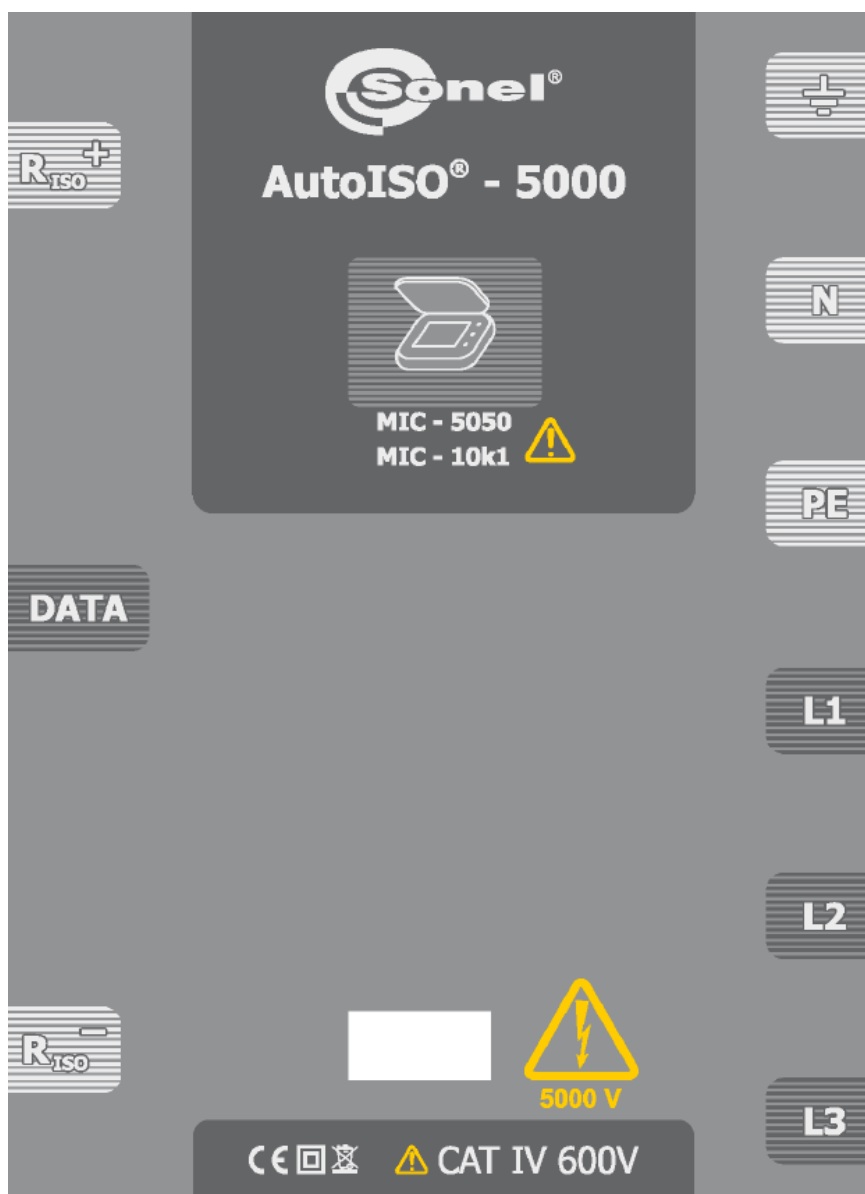 Sonel®
AutoISO® - 5000
MIC - 5050
MIC - 10k1
RISO+
DATA
RISO−
N
PE
L1
L2
L3
5000 V
CE CAT IV 600V